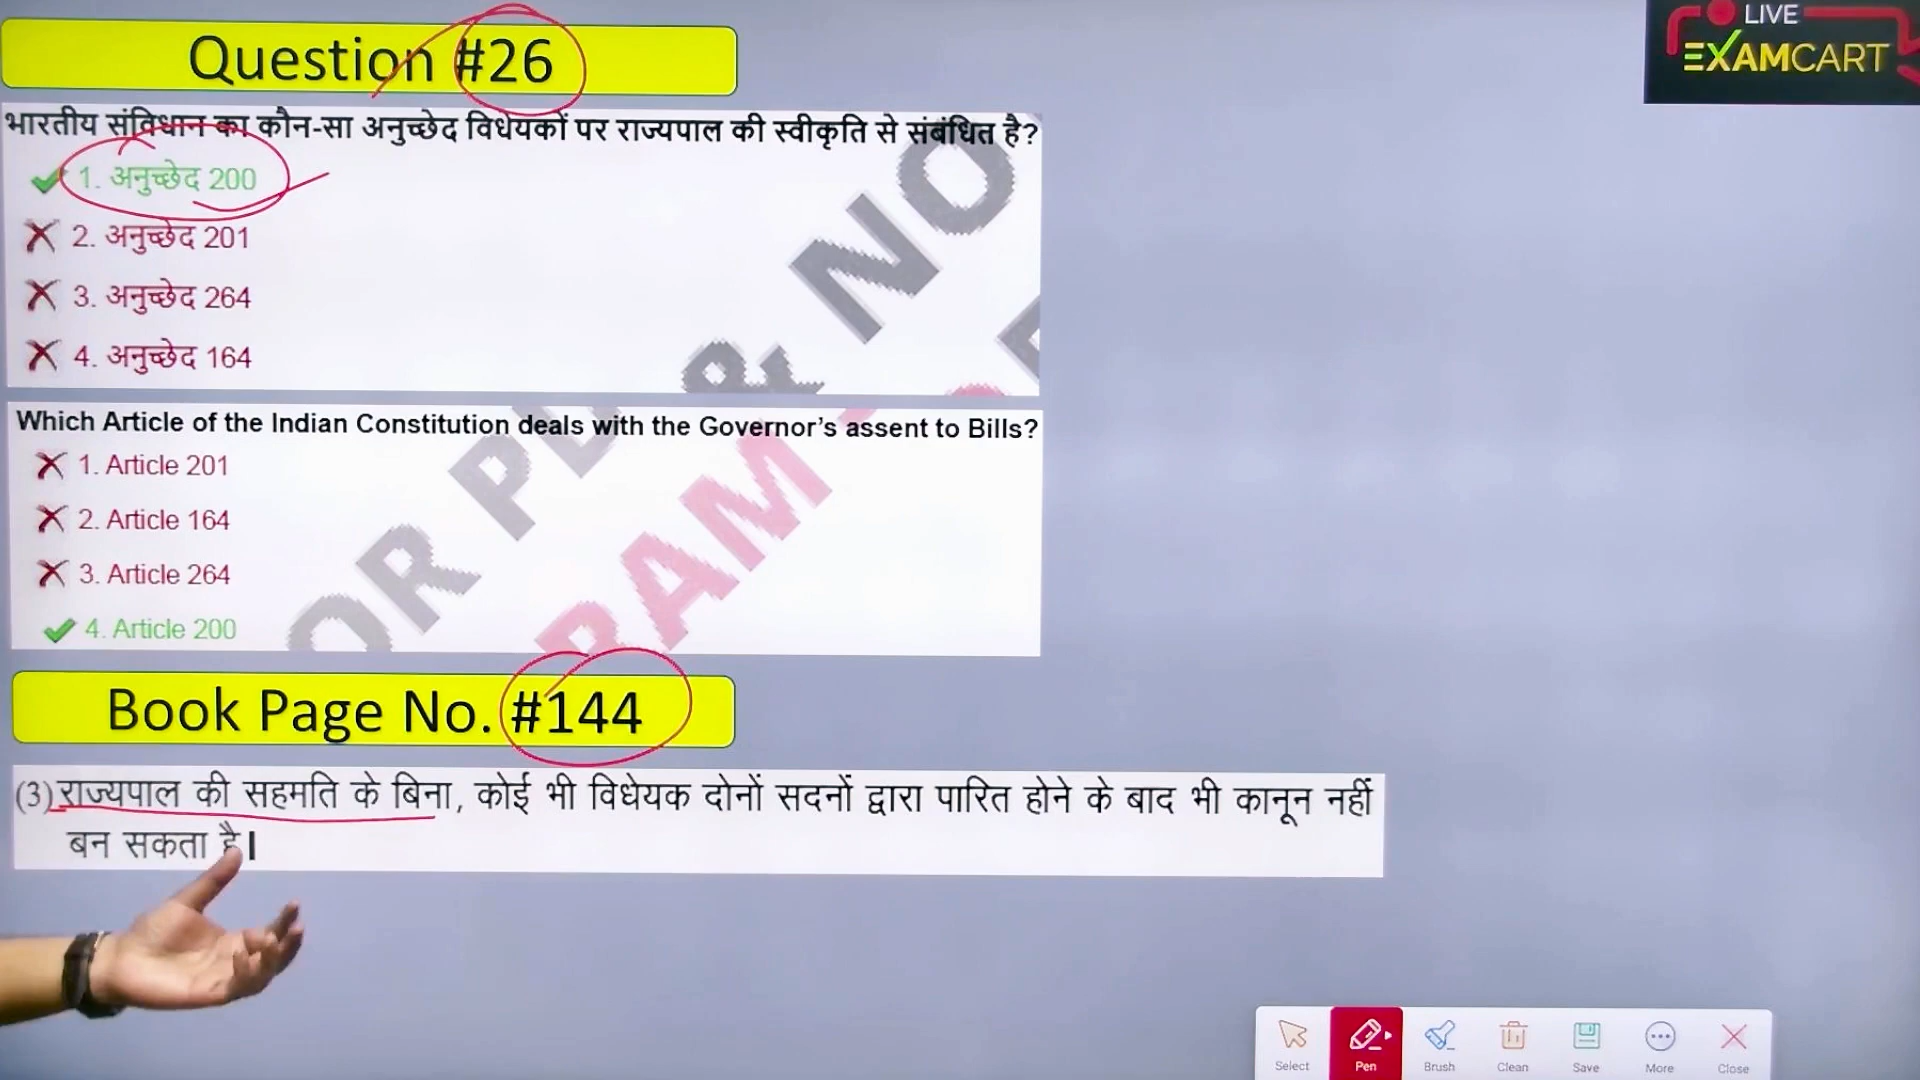 LIVE
EXAMCART
Question #26
भारतीय संविधान का कौन-सा अनुच्छेद विधेयकों पर राज्यपाल की स्वीकृति से संबंधित है?
1. अनुच्छेद 200
2. अनुच्छेद 201
3. अनुच्छेद 264
4. अनुच्छेद 164
Which Article of the Indian Constitution deals with the Governor's assent to Bills?
1. Article 201
2. Article 164
3. Article 264
4. Article 200
Book Page No. #144
(3) राज्यपाल की सहमति के बिना, कोई भी विधेयक दोनों सदनों द्वारा पारित होने के बाद भी कानून नहीं
बन सकता है।
Select Pen Brush Clean Save More Close